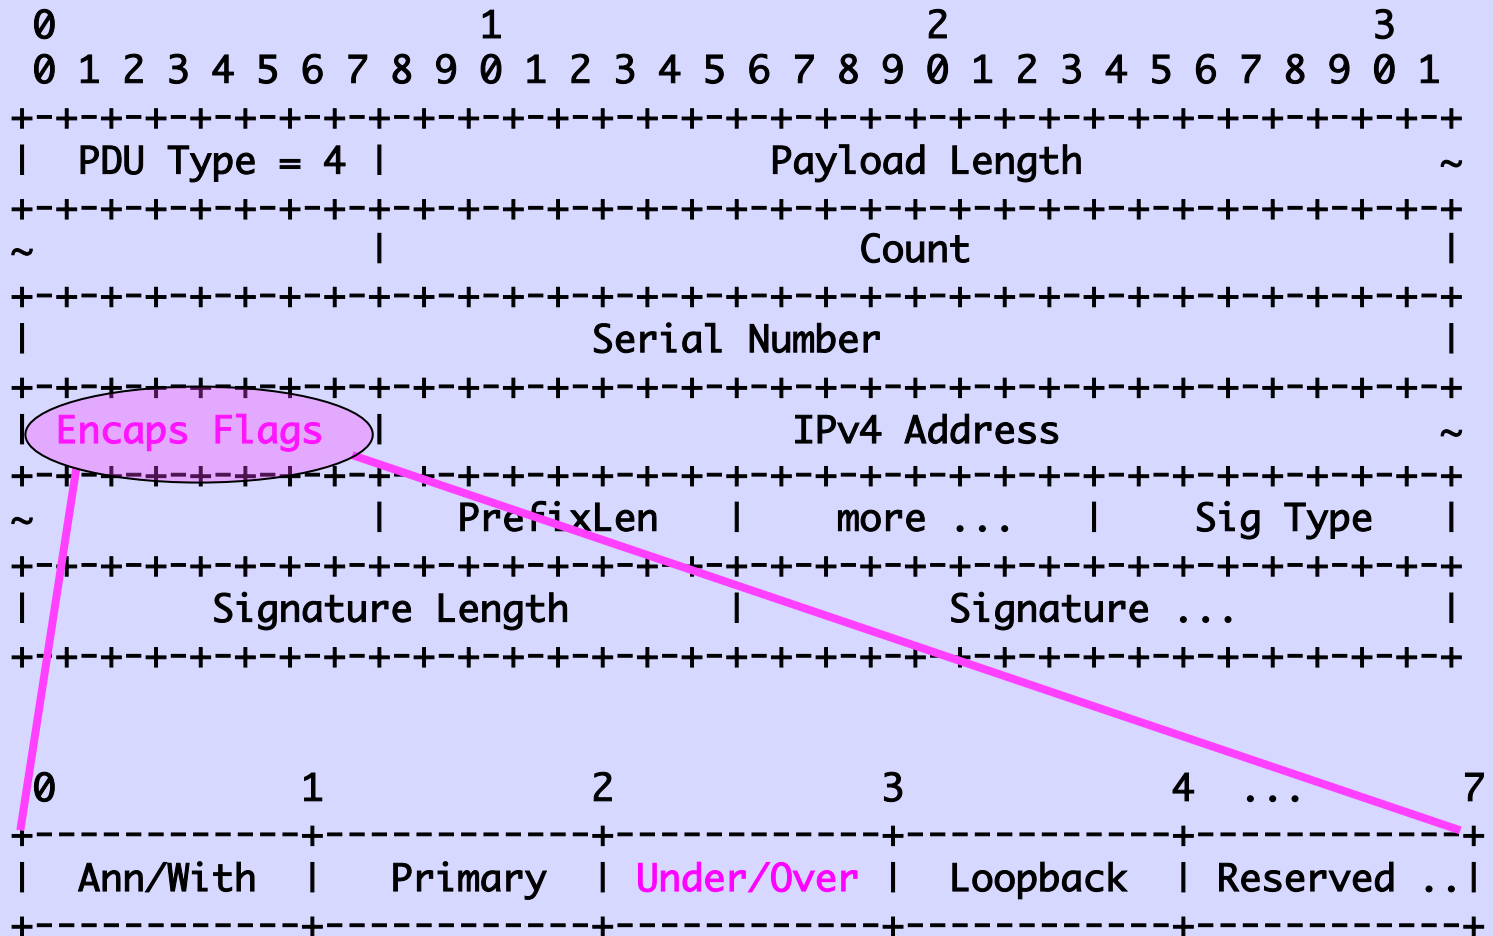 0                   1                   2                   3
0 1 2 3 4 5 6 7 8 9 0 1 2 3 4 5 6 7 8 9 0 1 2 3 4 5 6 7 8 9 0 1
+-+-+-+-+-+-+-+-+-+-+-+-+-+-+-+-+-+-+-+-+-+-+-+-+-+-+-+-+-+-+-+-+
| PDU Type = 4 | Payload Length ~
+-+-+-+-+-+-+-+-+-+-+-+-+-+-+-+-+-+-+-+-+-+-+-+-+-+-+-+-+-+-+-+-+
~ | Count |
+-+-+-+-+-+-+-+-+-+-+-+-+-+-+-+-+-+-+-+-+-+-+-+-+-+-+-+-+-+-+-+-+
| Serial Number |
+-+-+-+-+-+-+-+-+-+-+-+-+-+-+-+-+-+-+-+-+-+-+-+-+-+-+-+-+-+-+-+-+
| Encaps Flags | IPv4 Address ~
+-+-+-+-+-+-+-+-+-+-+-+-+-+-+-+-+-+-+-+-+-+-+-+-+-+-+-+-+-+-+-+-+
~ | PrefixLen | more ... | Sig Type |
+-+-+-+-+-+-+-+-+-+-+-+-+-+-+-+-+-+-+-+-+-+-+-+-+-+-+-+-+-+-+-+-+
| Signature Length | Signature ... |
+-+-+-+-+-+-+-+-+-+-+-+-+-+-+-+-+-+-+-+-+-+-+-+-+-+-+-+-+-+-+-+-+
0 1 2 3 4 ... 7
+------------+------------+------------+------------+------------+
| Ann/With | Primary | Under/Over | Loopback | Reserved ..|
+------------+------------+------------+------------+------------+